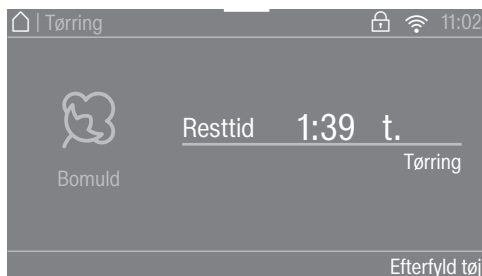 | Tørring 11:02
Resttid 1:39 t.
Tørring
Bomuld
Efterfyld tøj